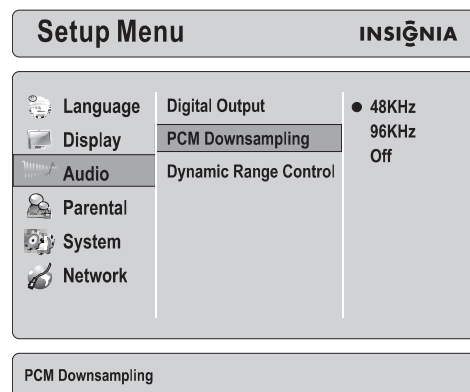 Setup Menu
INSIGNIA
Language
Display
Audio
Parental
System
Network
Digital Output
PCM Downsampling
Dynamic Range Control
48KHz
96KHz
Off
PCM Downsampling